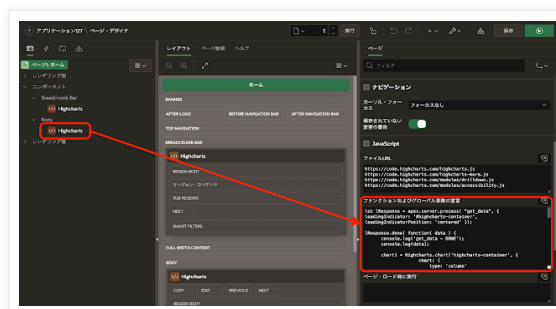 アプリケーション127 \ ページ・デザイナ
1
実行
保存
ページ1: ホーム
レンダリング前
コンポーネント
Breadcrumb Bar
Highcharts
Body
Highcharts
レンダリング後
レイアウト ページ検索 ヘルプ
ホーム
BANNER
AFTER LOGO BEFORE NAVIGATION BAR AFTER NAVIGATION BAR
TOP NAVIGATION
BREADCRUMB BAR
Highcharts
REGION BODY
リージョン・コンテンツ
SUB REGIONS
NEXT
SMART FILTERS
FULL WIDTH CONTENT
BODY
Highcharts
COPY EDIT PREVIOUS NEXT
REGION BODY
ページ
フィルタ
ナビゲーション
カーソル・フォーカス
フォーカスなし
保存されていない変更の警告
JavaScript
ファイルURL
https://code.highcharts.com/highcharts.js
https://code.highcharts.com/highcharts-more.js
https://code.highcharts.com/modules/drilldown.js
https://code.highcharts.com/modules/accessibility.js
ファンクションおよびグローバル変数の宣言
let lResponse = apex.server.process( "get_data", {
loadingIndicator: "#highcharts-container",
loadingIndicatorPosition: "centered" });
lResponse.done( function( data ) {
console.log('get_data - DONE');
console.log(data);
chart1 = Highcharts.chart('highcharts-container', {
chart: {
type: 'column'
ページ・ロード時に実行